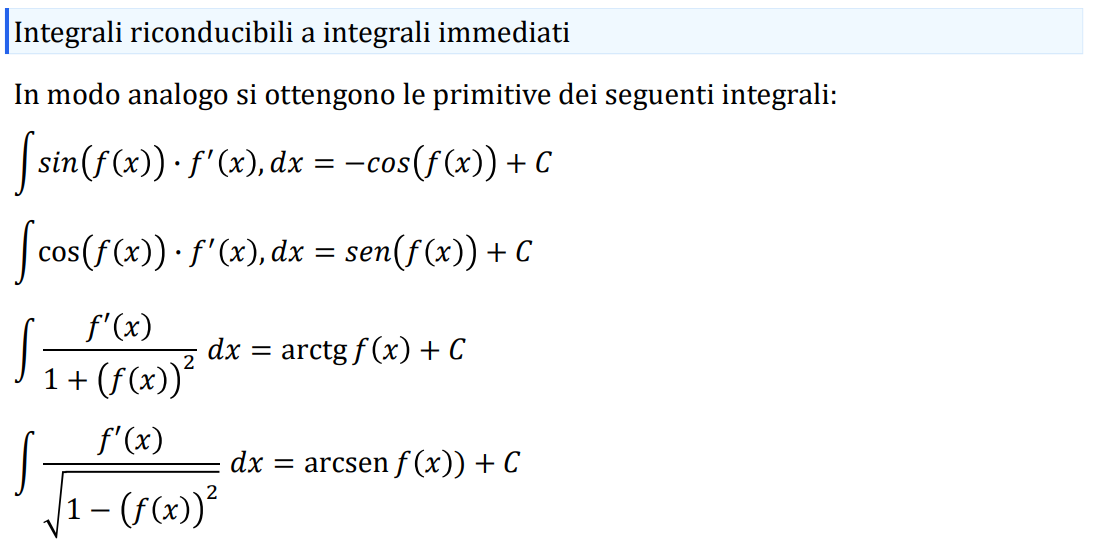 Integrali riconducibili a integrali immediati
In modo analogo si ottengono le primitive dei seguenti integrali:
∫ sin(f(x)) · f'(x), dx = −cos(f(x)) + C
∫ cos(f(x)) · f'(x), dx = sen(f(x)) + C
∫ f'(x) / 1 + (f(x))² dx = arctg f(x) + C
∫ f'(x) / √1 − (f(x))² dx = arcsen f(x)) + C